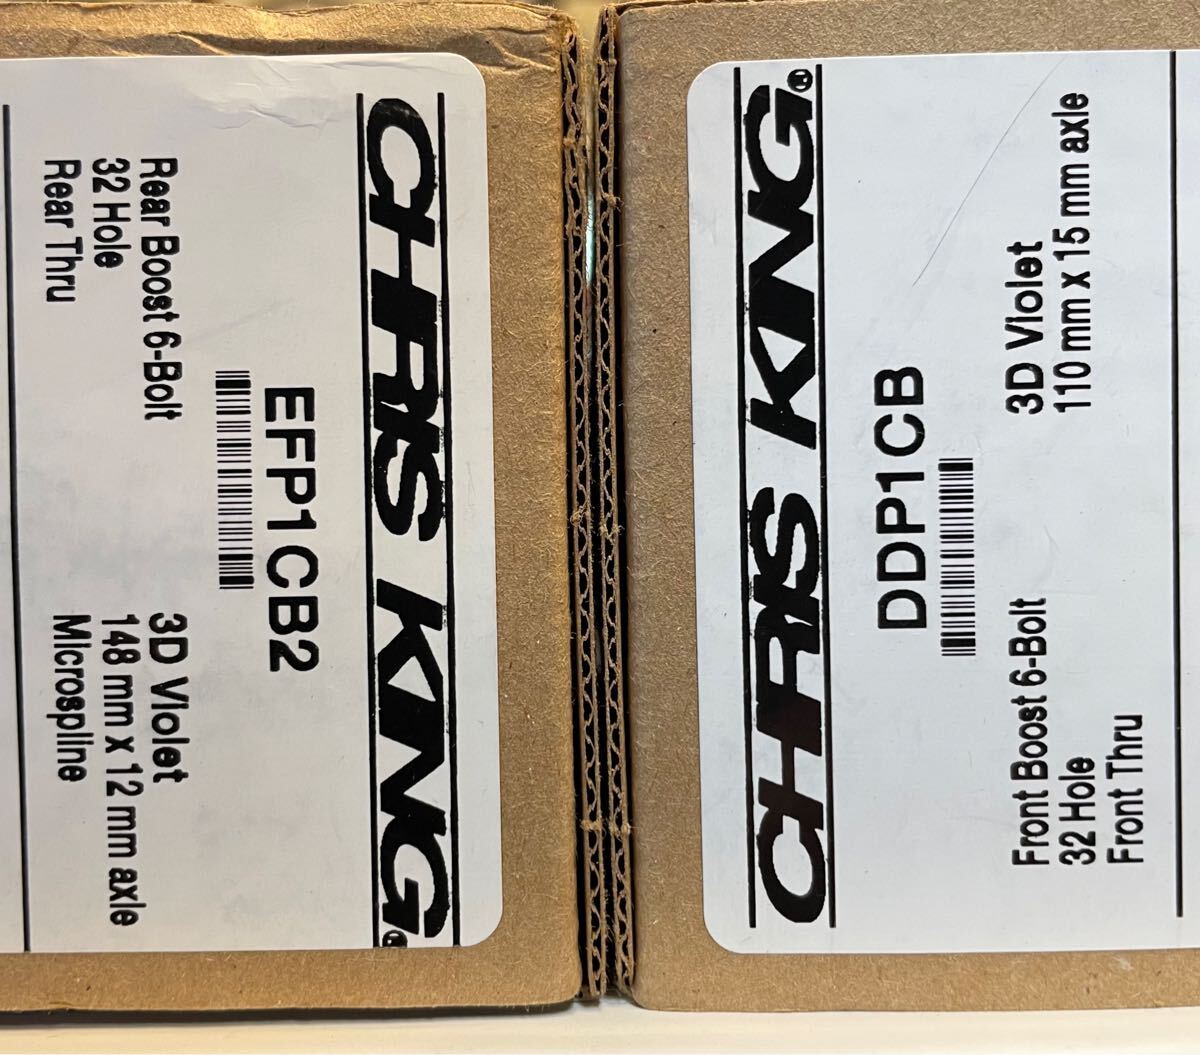 CHRIS KING®
EFP1CB2
Rear Boost 6-Bolt
3D Violet
32 Hole
148 mm x 12 mm axle
Rear Thru
Microspline
CHRIS KING®
DDP1CB
Front Boost 6-Bolt
3D Violet
32 Hole
110 mm x 15 mm axle
Front Thru